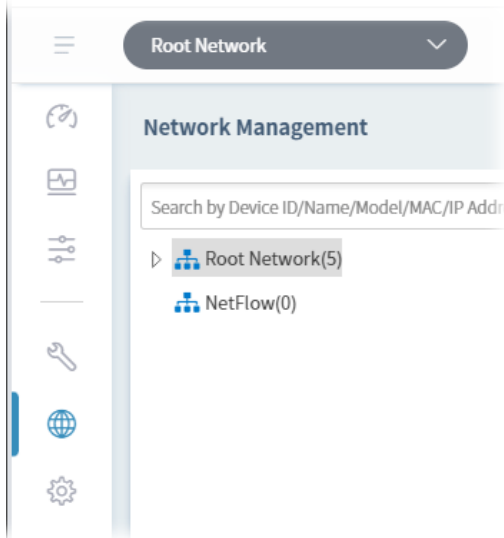 Root Network
Network Management
Search by Device ID/Name/Model/MAC/IP Addr
Root Network(5)
NetFlow(0)